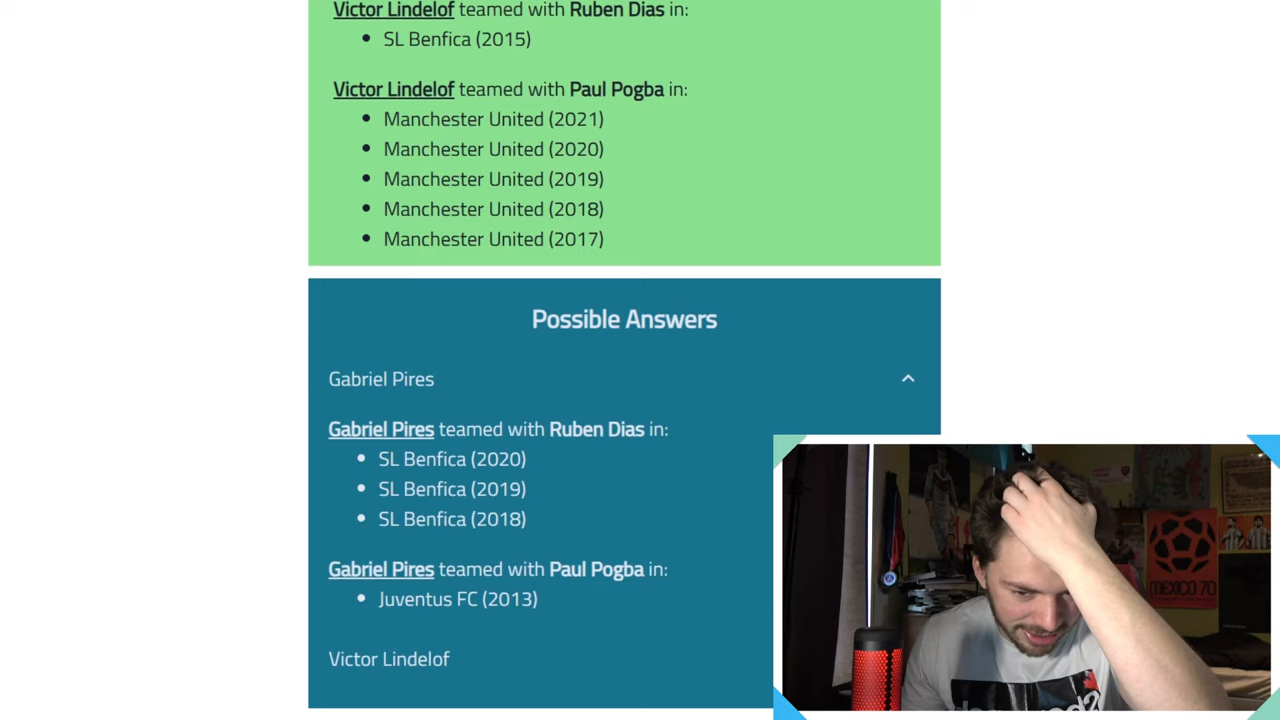 Victor Lindelof teamed with Ruben Dias in:
SL Benfica (2015)
Victor Lindelof teamed with Paul Pogba in:
Manchester United (2021)
Manchester United (2020)
Manchester United (2019)
Manchester United (2018)
Manchester United (2017)
Possible Answers
Gabriel Pires
Gabriel Pires teamed with Ruben Dias in:
SL Benfica (2020)
SL Benfica (2019)
SL Benfica (2018)
Gabriel Pires teamed with Paul Pogba in:
Juventus FC (2013)
Victor Lindelof
MEXICO 70